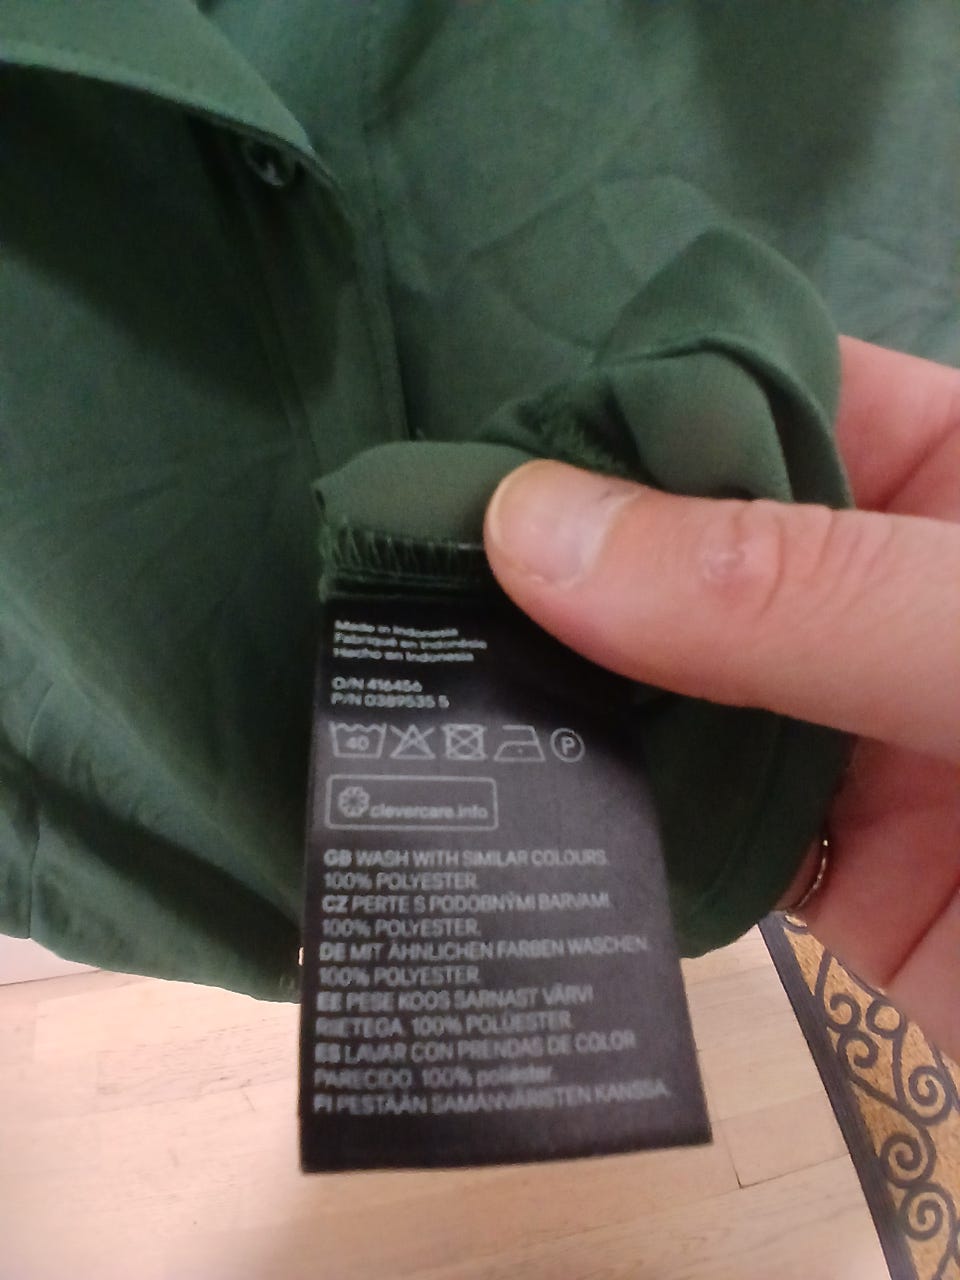 Made in Indonesia
Fabriqué en Indonésie
Hecho en Indonesia
O/N 416456
P/N 0389535 5
40 P
clevercare.info
GB WASH WITH SIMILAR COLOURS.
100% POLYESTER.
CZ PERTE S PODOBNÝMI BARVAMI.
100% POLYESTER.
DE MIT ÄHNLICHEN FARBEN WASCHEN.
100% POLYESTER.
EE PESE KOOS SARNAST VÄRVI
RIIETEGA. 100% POLÜESTER.
ES LAVAR CON PRENDAS DE COLOR
PARECIDO. 100% poliéster.
FI PESTÄÄN SAMANVÄRISTEN KANSSA.